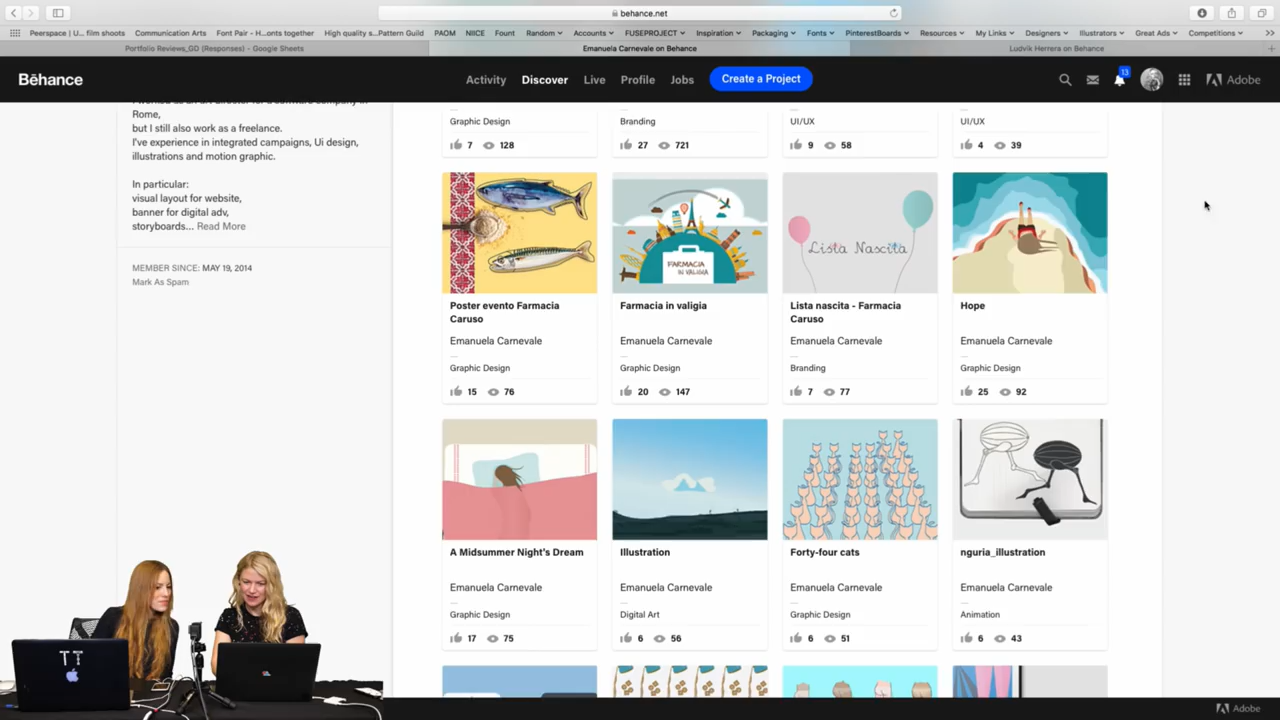 behance.net
Peerspace | U... film shoots Communication Arts Font Pair - H...onts together High quality s...Pattern Guild PAOM NIICE Fount Random Accounts FUSEPROJECT Inspiration Packaging Fonts PinterestBoards Resources My Links Designers Illustrators Great Ads Competitions
Portfolio Reviews_GD (Responses) - Google Sheets Emanuela Carnevale on Behance Ludvik Herrera on Behance
Bēhance Activity Discover Live Profile Jobs Create a Project 13 Adobe
Rome,
but I still also work as a freelance.
I've experience in integrated campaigns, Ui design,
illustrations and motion graphic.
In particular:
visual layout for website,
banner for digital adv,
storyboards... Read More
MEMBER SINCE: MAY 19, 2014
Mark As Spam
Graphic Design Branding UI/UX UI/UX
7 128 27 721 9 58 4 39
FARMACIA
IN VALIGIA
Lista Nascita
Poster evento Farmacia
Caruso
Farmacia in valigia
Lista nascita - Farmacia
Caruso
Hope
Emanuela Carnevale Emanuela Carnevale Emanuela Carnevale Emanuela Carnevale
Graphic Design Graphic Design Branding Graphic Design
15 76 20 147 7 77 25 92
A Midsummer Night's Dream Illustration Forty-four cats nguria_illustration
Emanuela Carnevale Emanuela Carnevale Emanuela Carnevale Emanuela Carnevale
Graphic Design Digital Art Graphic Design Animation
17 75 6 56 6 51 6 43
TT
Adobe